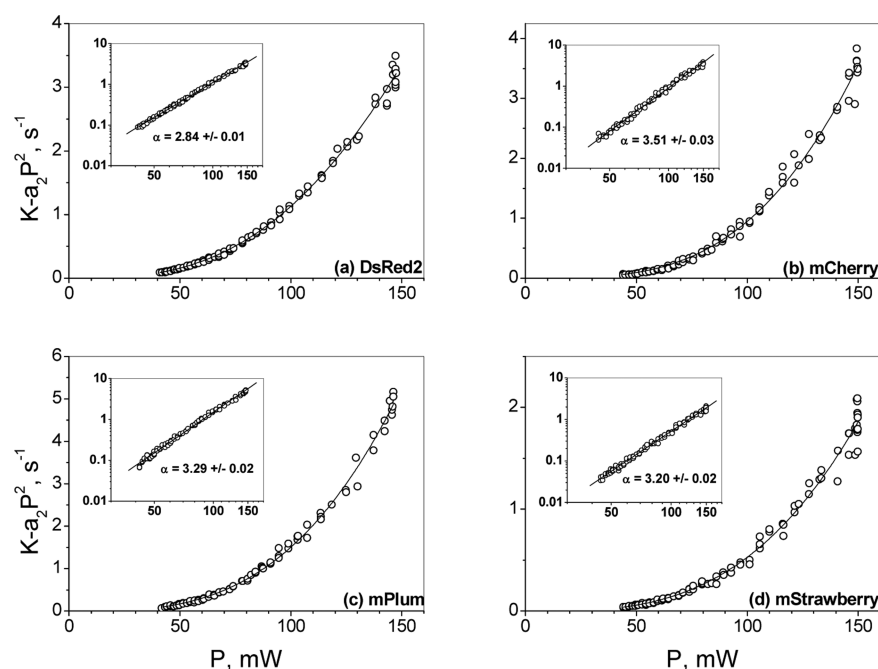 4
3
2
1
0
K-a₂P², s⁻¹
0 50 100 150
10
1
0.1
0.01
50 100 150
α = 2.84 +/- 0.01
(a) DsRed2
4
3
2
1
0
0 50 100 150
10
1
0.1
0.01
50 100 150
α = 3.51 +/- 0.03
(b) mCherry
6
5
4
3
2
1
0
K-a₂P², s⁻¹
0 50 100 150
P, mW
10
1
0.1
0.01
50 100 150
α = 3.29 +/- 0.02
(c) mPlum
2
1
0
0 50 100 150
P, mW
10
1
0.1
0.01
50 100 150
α = 3.20 +/- 0.02
(d) mStrawberry